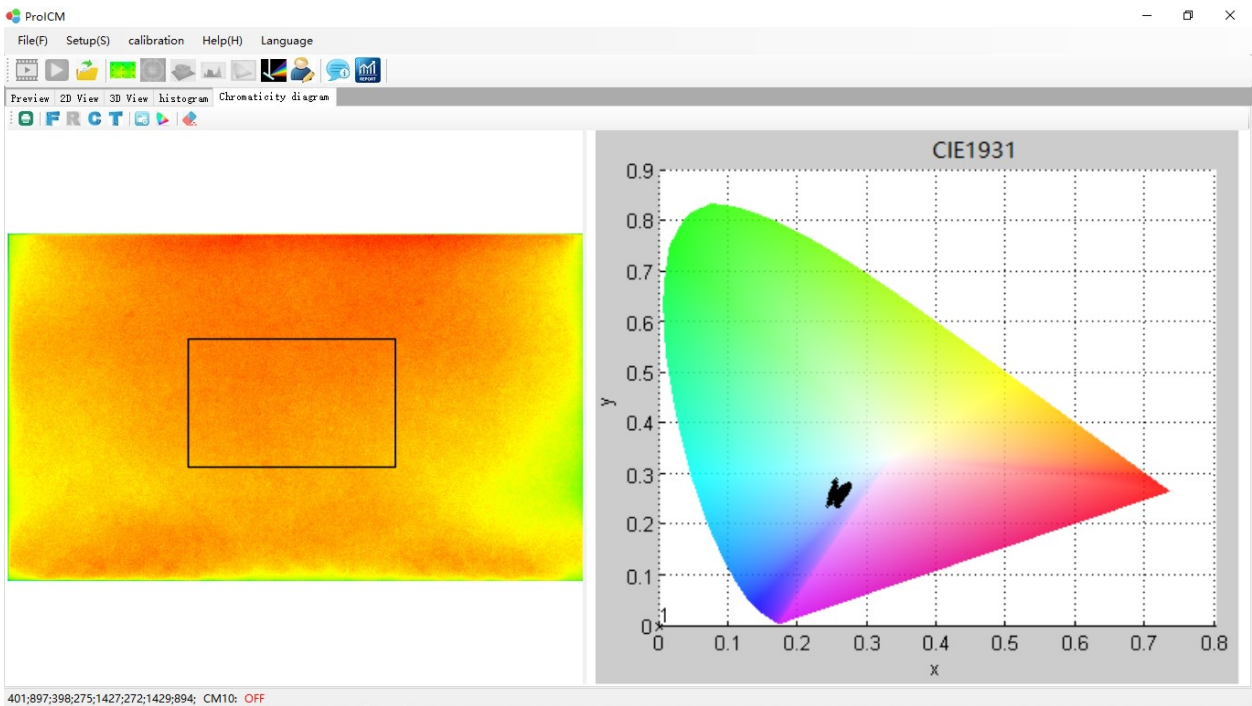 ProICM
File(F) Setup(S) calibration Help(H) Language
REPORT
Preview 2D View 3D View histogram Chromaticity diagram
F R C T
CIE1931
0.9
0.8
0.7
0.6
0.5
0.4
0.3
0.2
0.1
0
y
1
0 0.1 0.2 0.3 0.4 0.5 0.6 0.7 0.8
x
401;897;398;275;1427;272;1429;894; CM10: OFF